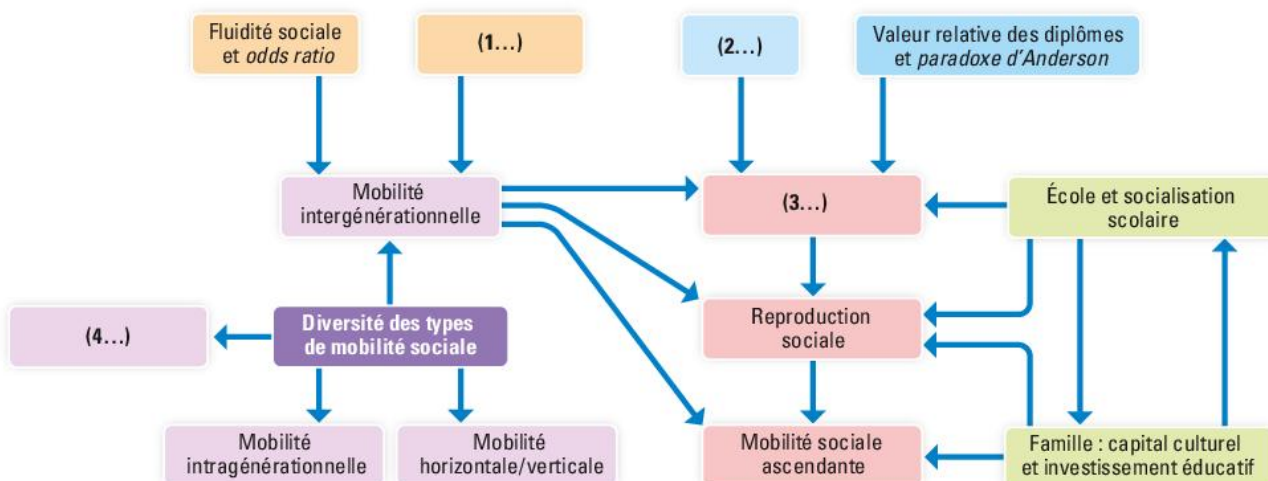 Fluidité sociale
et odds ratio
(1...)
(2...)
Valeur relative des diplômes
et paradoxe d'Anderson
Mobilité
intergénérationnelle
(3...)
École et socialisation
scolaire
(4...)
Diversité des types
de mobilité sociale
Reproduction
sociale
Mobilité
intragénérationnelle
Mobilité
horizontale/verticale
Mobilité sociale
ascendante
Famille : capital culturel
et investissement éducatif